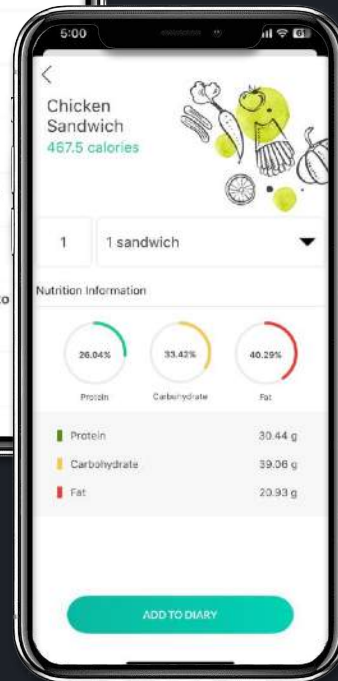 5:00
61
Chicken
Sandwich
467.5 calories
1
1 sandwich
Nutrition Information
26.04%
33.42%
40.29%
Protein
Carbohydrate
Fat
Protein
30.44 g
Carbohydrate
39.06 g
Fat
20.93 g
ADD TO DIARY